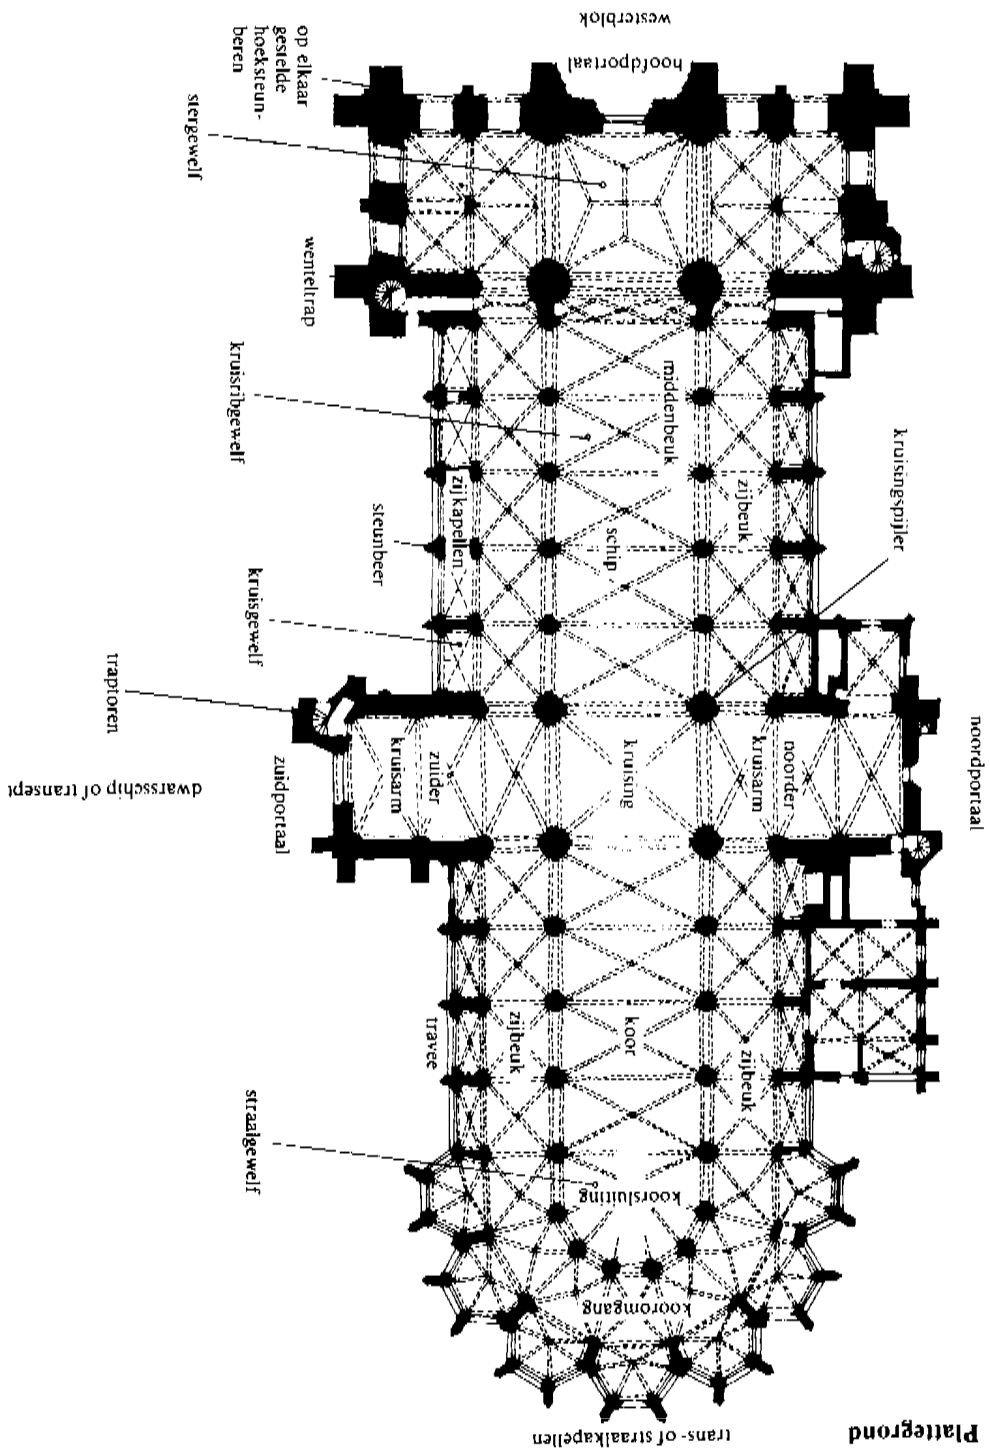 westerblok
hoofdportaal
op elkaar
gestelde
hoeksteun-
beren
stergewelf
wenteltrap
kruisribgewelf
middenbeuk
kruisingspijler
zijbeuk
zijkapellen
steunbeer
schip
kruisgewelf
traptoren
dwarsschip of transept
zuidportaal
zuider
kruisarm
kruising
noorder
kruisarm
noordportaal
travee
zijbeuk
koor
zijbeuk
straalgewelf
koorsluiting
kooromgang
trans- of straalkapellen
Plattegrond